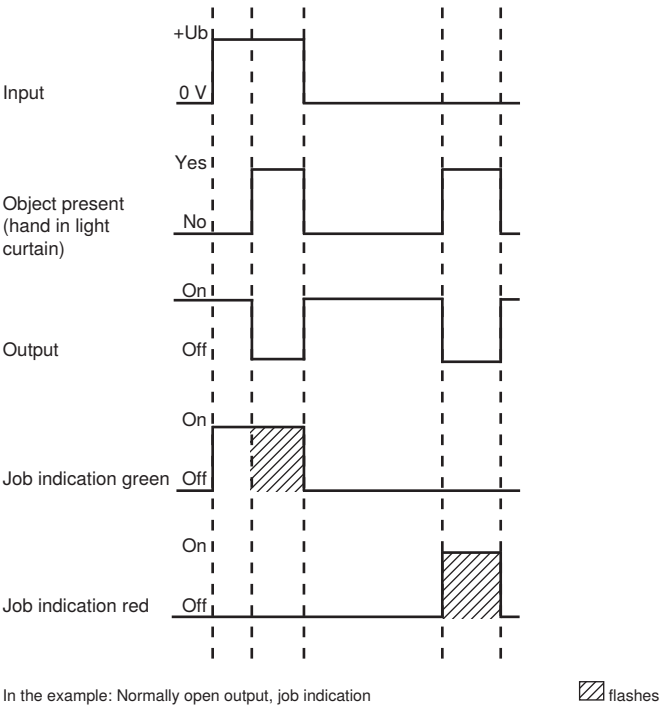 +Ub
Input
0 V
Yes
Object present
(hand in light
curtain)
No
On
Output
Off
On
Job indication green
Off
On
Job indication red
Off
In the example: Normally open output, job indication
flashes